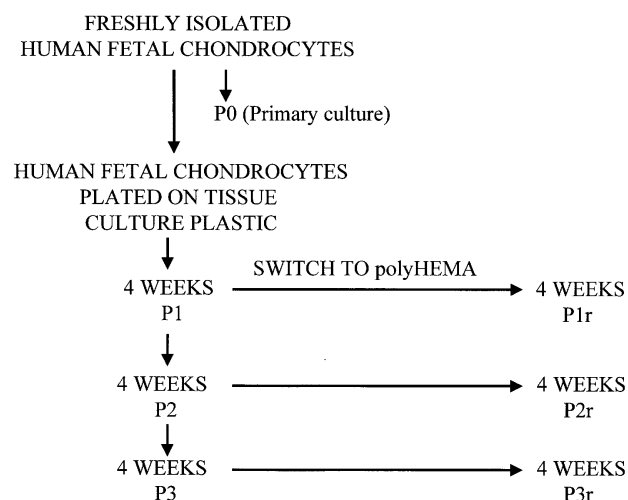 FRESHLY ISOLATED
HUMAN FETAL CHONDROCYTES
P0 (Primary culture)
HUMAN FETAL CHONDROCYTES
PLATED ON TISSUE
CULTURE PLASTIC
SWITCH TO polyHEMA
4 WEEKS
P1
4 WEEKS
P1r
4 WEEKS
P2
4 WEEKS
P2r
4 WEEKS
P3
4 WEEKS
P3r